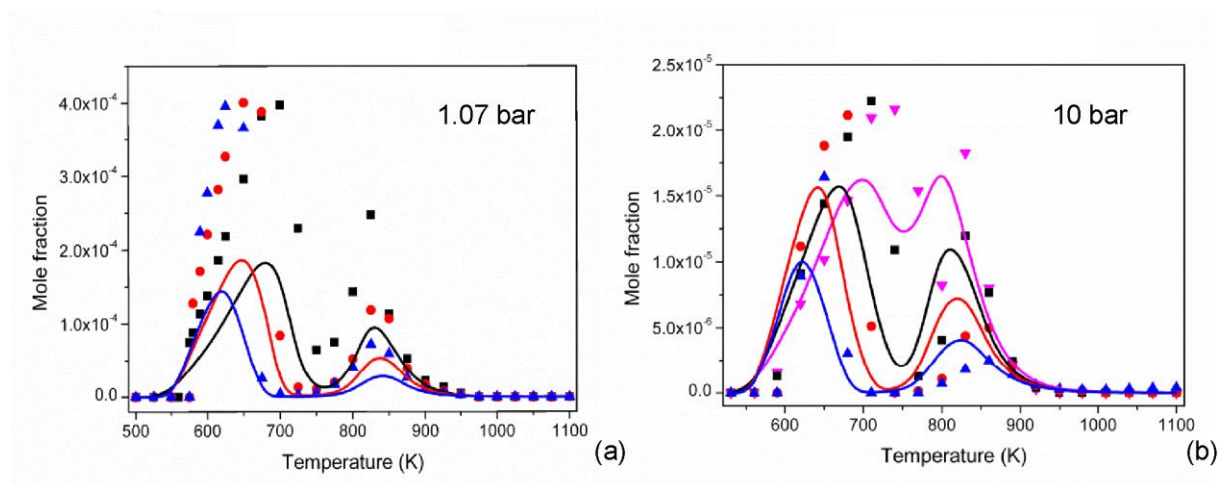 4.0x10⁻⁴
3.0x10⁻⁴
2.0x10⁻⁴
1.0x10⁻⁴
0.0
Mole fraction
1.07 bar
500 600 700 800 900 1000 1100
Temperature (K)
(a)
2.5x10⁻⁵
2.0x10⁻⁵
1.5x10⁻⁵
1.0x10⁻⁵
5.0x10⁻⁶
0.0
Mole fraction
10 bar
600 700 800 900 1000 1100
Temperature (K)
(b)